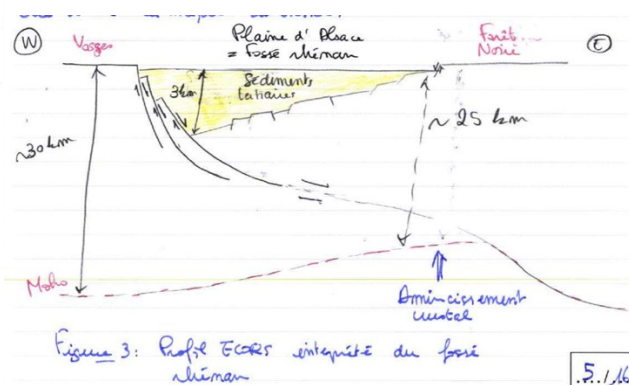 W
Vosges
Plaine d'Alsace
= Fossé rhénan
Forêt
Noire
E
3km
Sédiments
tertiaires
~30km
~25 km
Moho
Amincissement
crustal
Figure 3: Profil ECORS interprété du fossé
rhénan
5/16